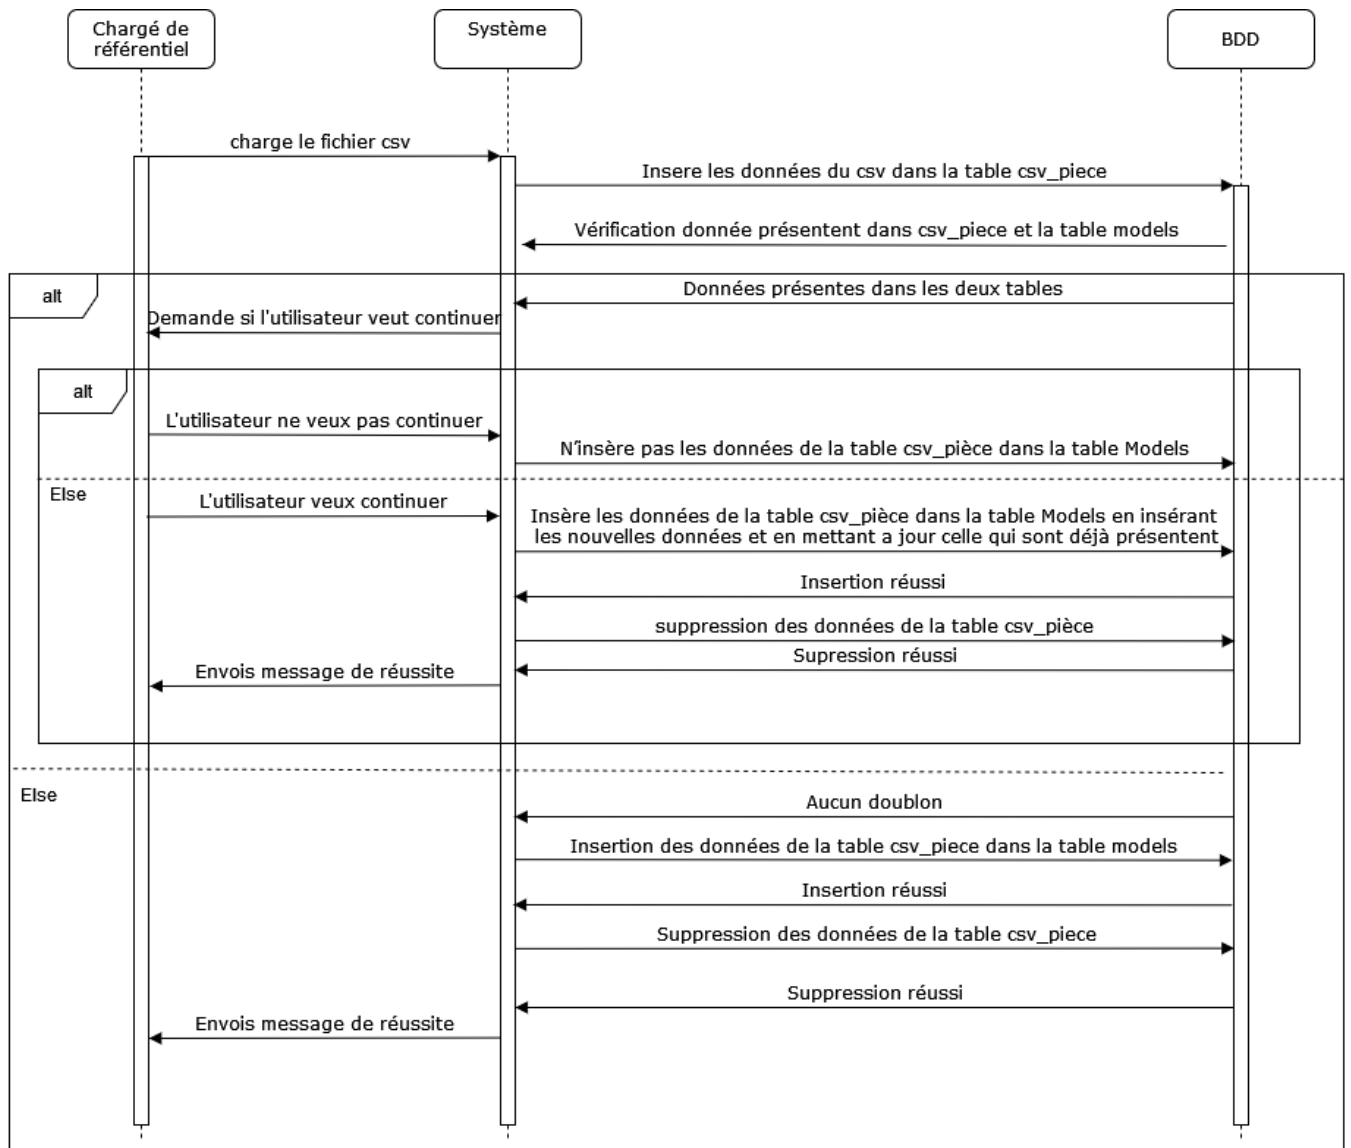 Chargé de
référentiel
Système
BDD
charge le fichier csv
Insere les données du csv dans la table csv_piece
Vérification donnée présentent dans csv_piece et la table models
alt
Données présentes dans les deux tables
Demande si l'utilisateur veut continuer
alt
L'utilisateur ne veux pas continuer
N'insère pas les données de la table csv_pièce dans la table Models
Else
L'utilisateur veux continuer
Insère les données de la table csv_pièce dans la table Models en insérant
les nouvelles données et en mettant a jour celle qui sont déjà présentent
Insertion réussi
suppression des données de la table csv_pièce
Supression réussi
Envois message de réussite
Else
Aucun doublon
Insertion des données de la table csv_piece dans la table models
Insertion réussi
Suppression des données de la table csv_piece
Suppression réussi
Envois message de réussite